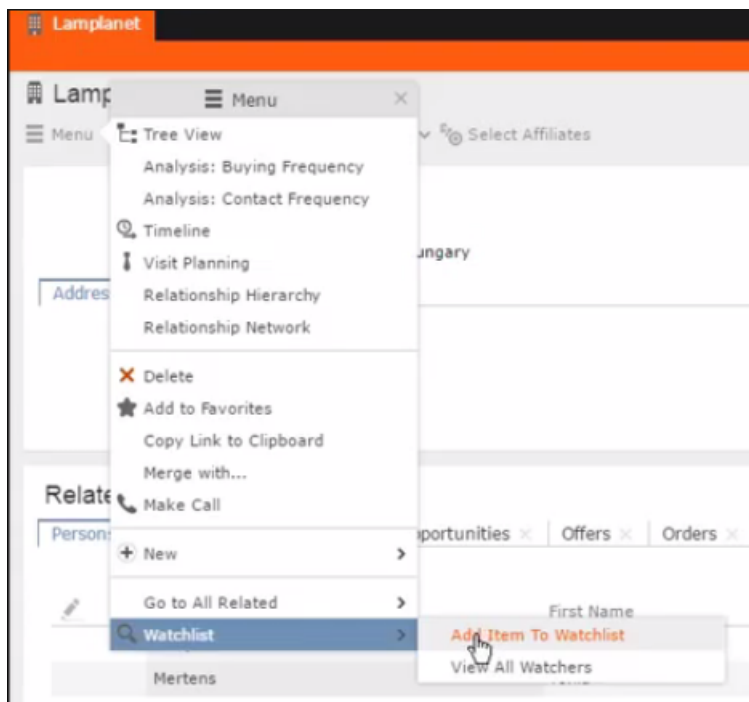 Lamplanet
Lamp
Menu
Menu
Select Affiliates
Tree View
Analysis: Buying Frequency
Analysis: Contact Frequency
Timeline
ungary
Visit Planning
Addres
Relationship Hierarchy
Relationship Network
Delete
Add to Favorites
Copy Link to Clipboard
Merge with...
Relate
Make Call
Persons
portunities
Offers
Orders
New
Go to All Related
First Name
Watchlist
Add Item To Watchlist
View All Watchers
Mertens